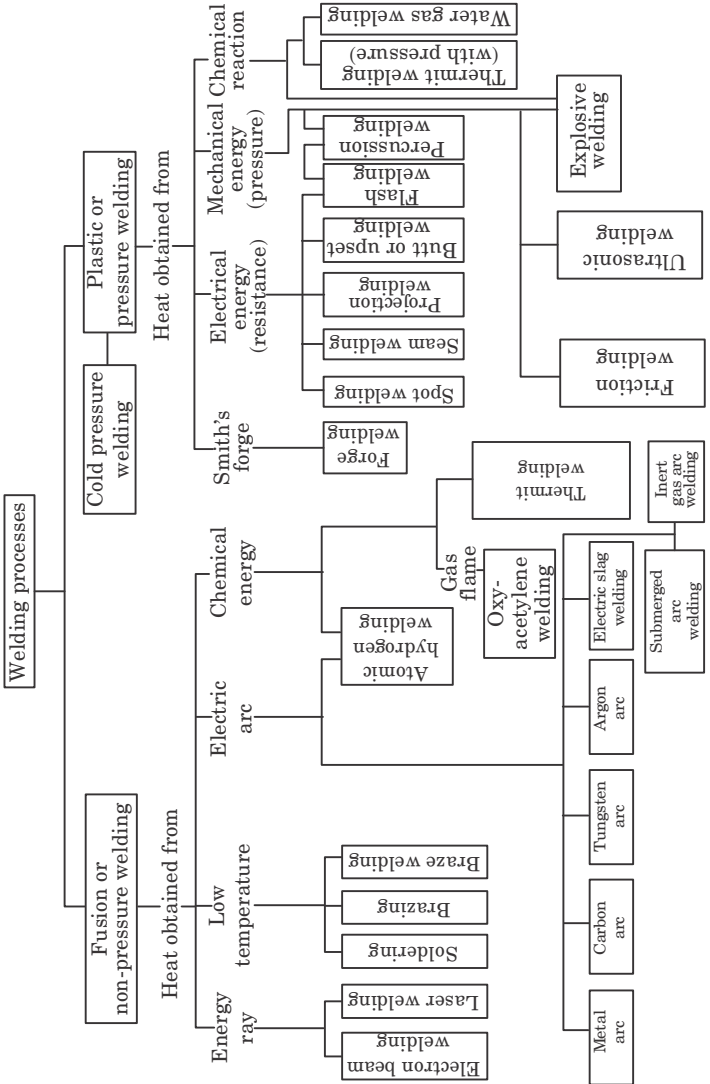 Welding processes
Fusion or
non-pressure welding
Cold pressure
welding
Plastic or
pressure welding
Heat obtained from
Heat obtained from
Energy
ray
Low
temperature
Electric
arc
Chemical
energy
Smith's
forge
Electrical
energy
(resistance)
Mechanical
energy
(pressure)
Chemical
reaction
Electron beam
welding
Laser welding
Soldering
Brazing
Braze welding
Atomic
hydrogen
welding
Gas
flame
Oxy-
acetylene
welding
Thermit
welding
Forge
welding
Spot welding
Seam welding
Projection
welding
Butt or upset
welding
Flash
welding
Percussion
welding
Thermit welding
(with pressure)
Water gas welding
Friction
welding
Ultrasonic
welding
Explosive
welding
Metal
arc
Carbon
arc
Tungsten
arc
Argon
arc
Electric slag
welding
Submerged
arc
welding
Inert
gas arc
welding